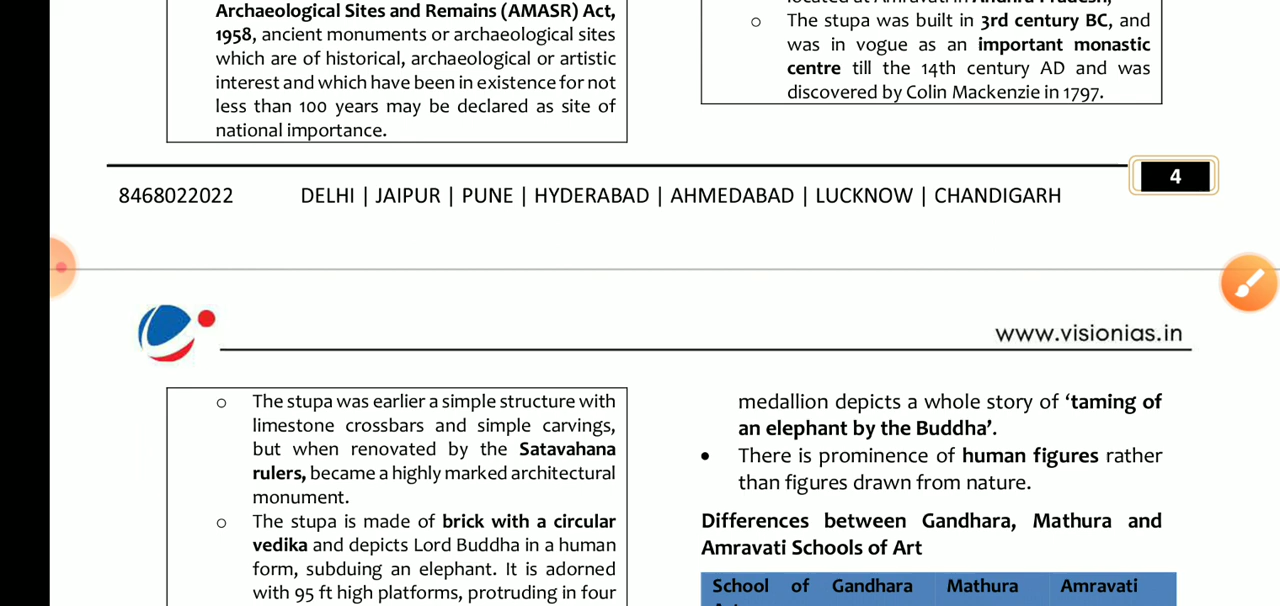 Archaeological Sites and Remains (AMASR) Act,
1958, ancient monuments or archaeological sites
which are of historical, archaeological or artistic
interest and which have been in existence for not
less than 100 years may be declared as site of
national importance.
located at Amravati in Andhra Pradesh,
o The stupa was built in 3rd century BC, and
was in vogue as an important monastic
centre till the 14th century AD and was
discovered by Colin Mackenzie in 1797.
4
8468022022 DELHI | JAIPUR | PUNE | HYDERABAD | AHMEDABAD | LUCKNOW | CHANDIGARH
www.visionias.in
o The stupa was earlier a simple structure with
limestone crossbars and simple carvings,
but when renovated by the Satavahana
rulers, became a highly marked architectural
monument.
o The stupa is made of brick with a circular
vedika and depicts Lord Buddha in a human
form, subduing an elephant. It is adorned
with 95 ft high platforms, protruding in four
medallion depicts a whole story of ‘taming of
an elephant by the Buddha’.
• There is prominence of human figures rather
than figures drawn from nature.
Differences between Gandhara, Mathura and
Amravati Schools of Art
School of Gandhara Mathura Amravati